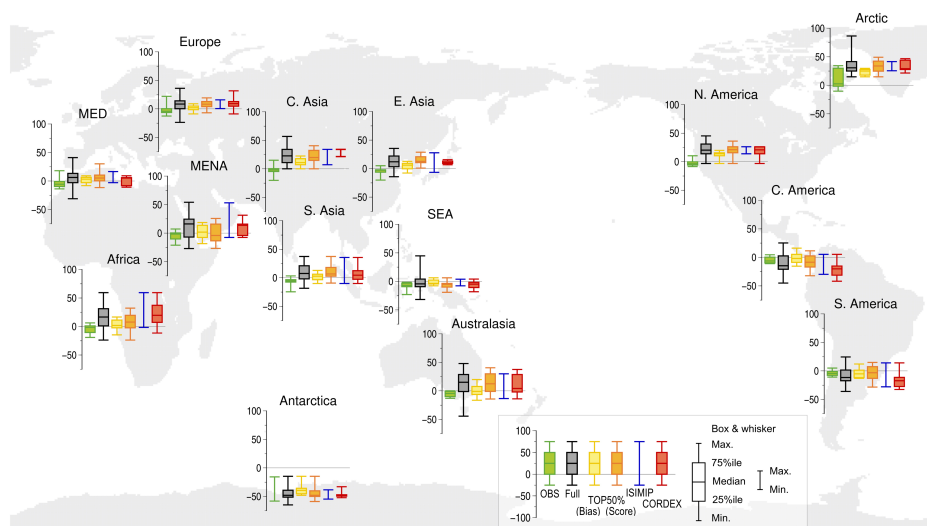 Arctic
100
50
0
−50
Europe
100
50
0
−50
N. America
100
50
0
−50
C. Asia
100
50
0
−50
E. Asia
100
50
0
−50
MED
100
50
0
−50
MENA
100
50
0
−50
C. America
100
50
0
−50
S. Asia
100
50
0
−50
SEA
100
50
0
−50
Africa
100
50
0
−50
S. America
100
50
0
−50
Australasia
100
50
0
−50
Antarctica
100
50
0
−50
100
75
50
25
0
−25
−50
−100
OBS
Full
TOP50%
(Bias)
(Score)
ISIMIP
CORDEX
Box & whisker
Max.
75%ile
Median
25%ile
Min.
Max.
Min.